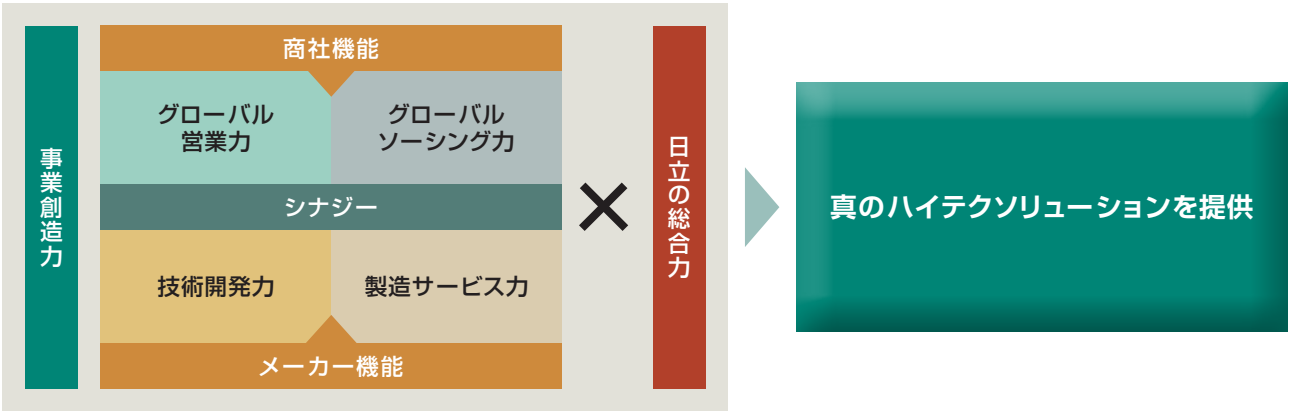 事業創造力
商社機能
グローバル
営業力
グローバル
ソーシング力
シナジー
技術開発力
製造サービス力
メーカー機能
×
日立の総合力
真のハイテクソリューションを提供